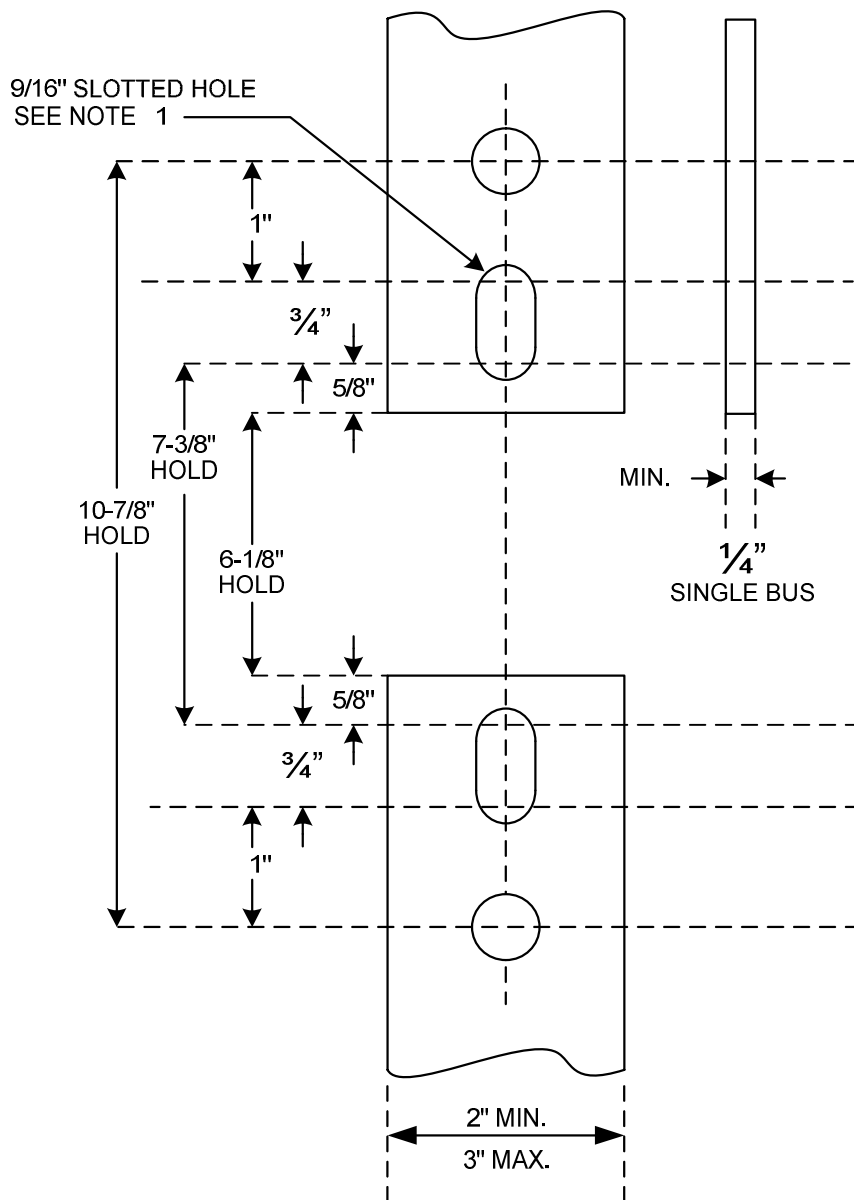 9/16" SLOTTED HOLE
SEE NOTE 1
1"
¾”
5/8"
7-3/8"
HOLD
10-7/8"
HOLD
6-1/8"
HOLD
MIN.
¼”
SINGLE BUS
5/8"
¾”
1"
2" MIN.
3" MAX.